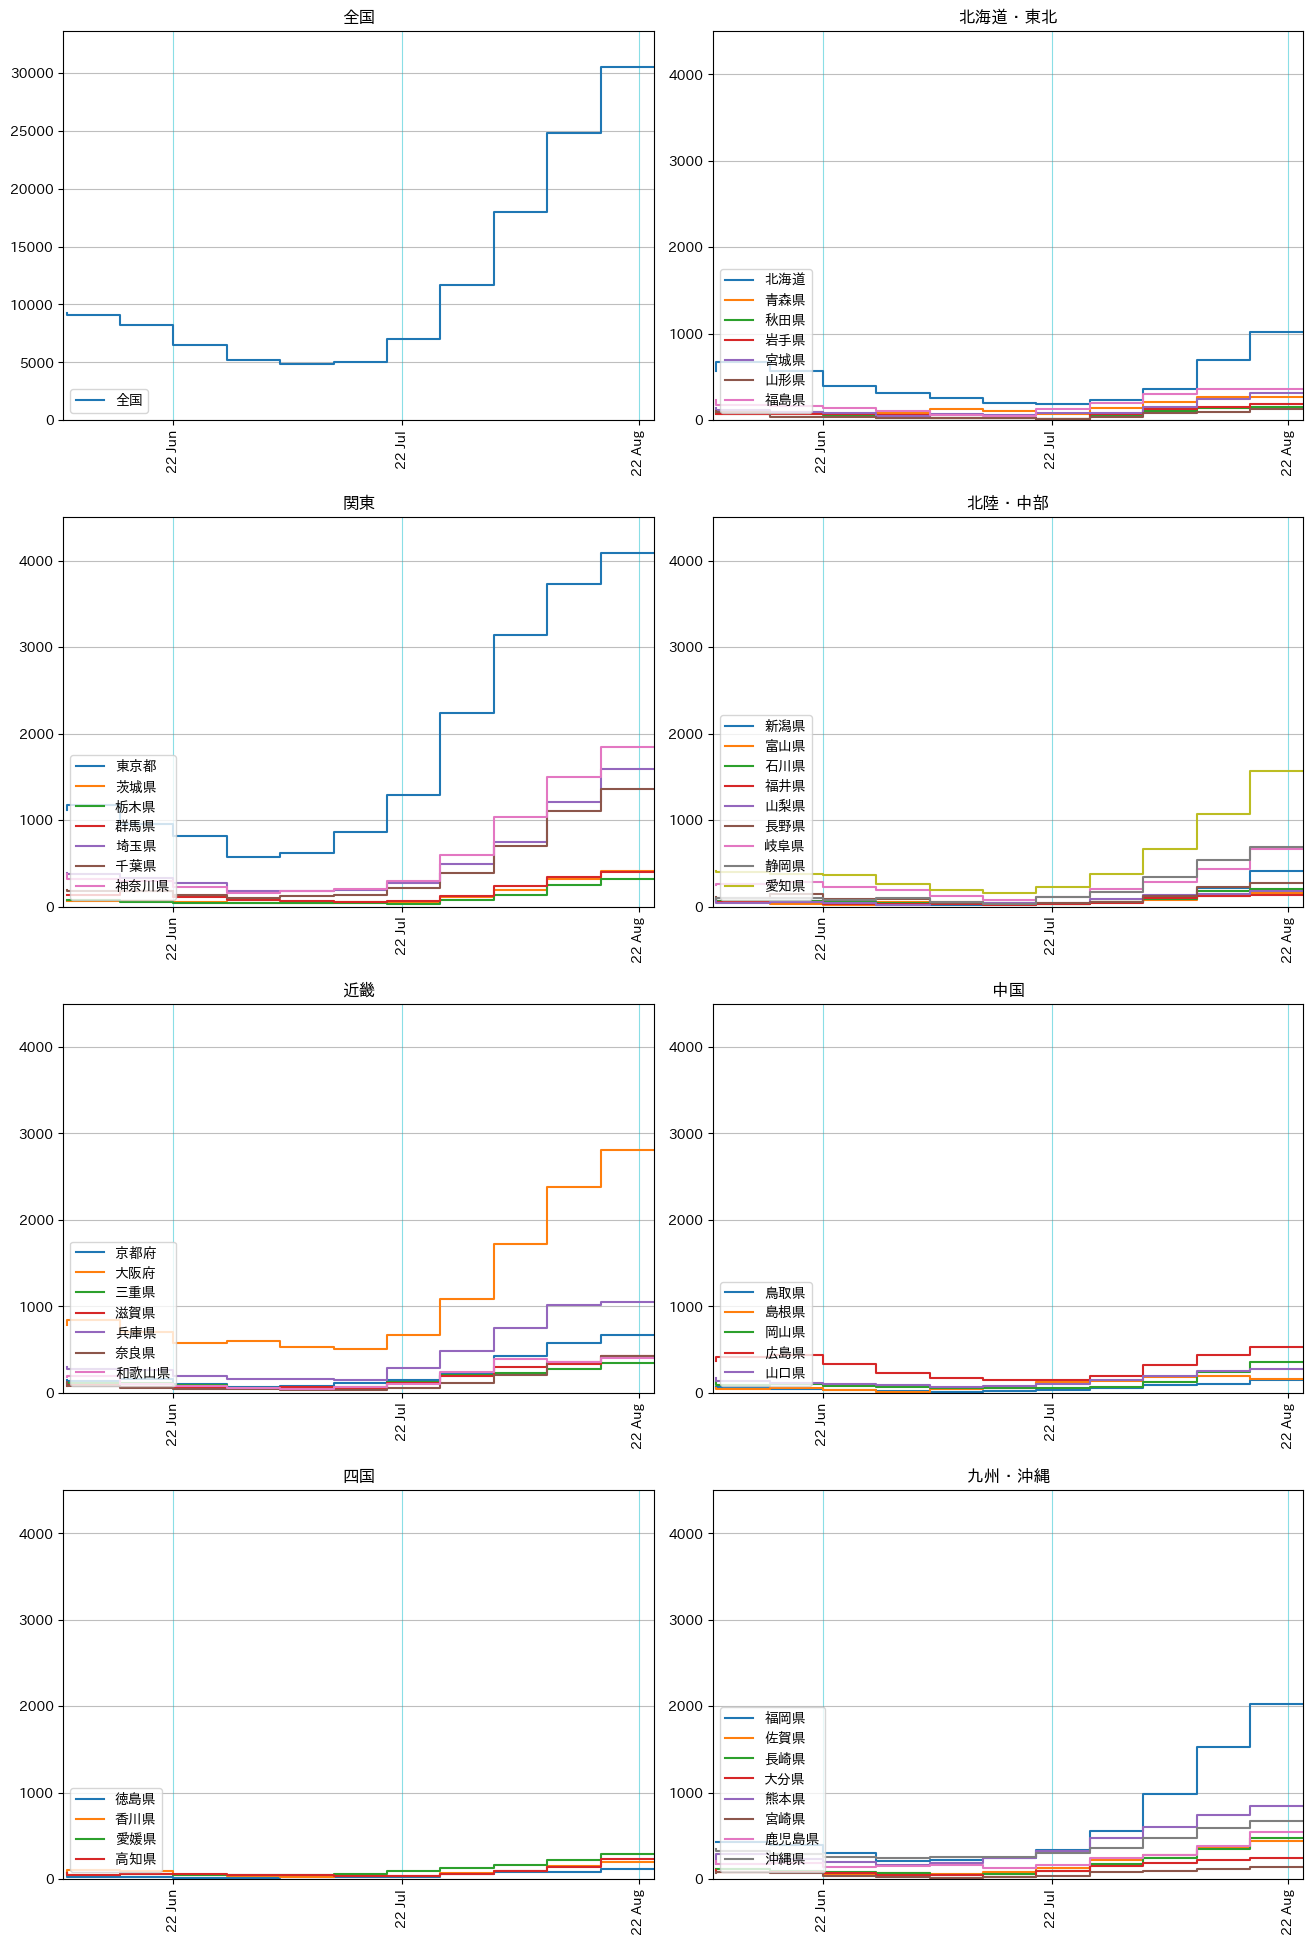 全国
30000
25000
20000
15000
10000
5000
0
全国
22 Jun
22 Jul
22 Aug
北海道・東北
4000
3000
2000
1000
0
北海道
青森県
秋田県
岩手県
宮城県
山形県
福島県
22 Jun
22 Jul
22 Aug
関東
4000
3000
2000
1000
0
東京都
茨城県
栃木県
群馬県
埼玉県
千葉県
神奈川県
22 Jun
22 Jul
22 Aug
北陸・中部
4000
3000
2000
1000
0
新潟県
富山県
石川県
福井県
山梨県
長野県
岐阜県
静岡県
愛知県
22 Jun
22 Jul
22 Aug
近畿
4000
3000
2000
1000
0
京都府
大阪府
三重県
滋賀県
兵庫県
奈良県
和歌山県
22 Jun
22 Jul
22 Aug
中国
4000
3000
2000
1000
0
鳥取県
島根県
岡山県
広島県
山口県
22 Jun
22 Jul
22 Aug
四国
4000
3000
2000
1000
0
徳島県
香川県
愛媛県
高知県
22 Jun
22 Jul
22 Aug
九州・沖縄
4000
3000
2000
1000
0
福岡県
佐賀県
長崎県
大分県
熊本県
宮崎県
鹿児島県
沖縄県
22 Jun
22 Jul
22 Aug